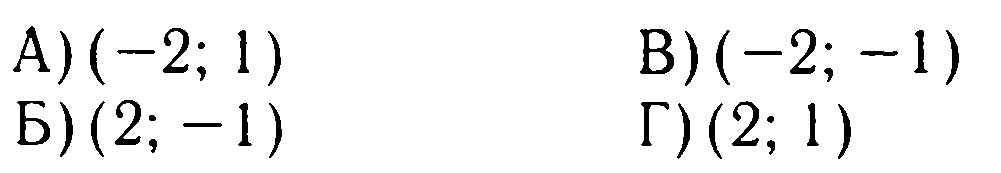 А) (−2; 1) В) (−2; −1)
Б) (2; −1) Г) (2; 1)